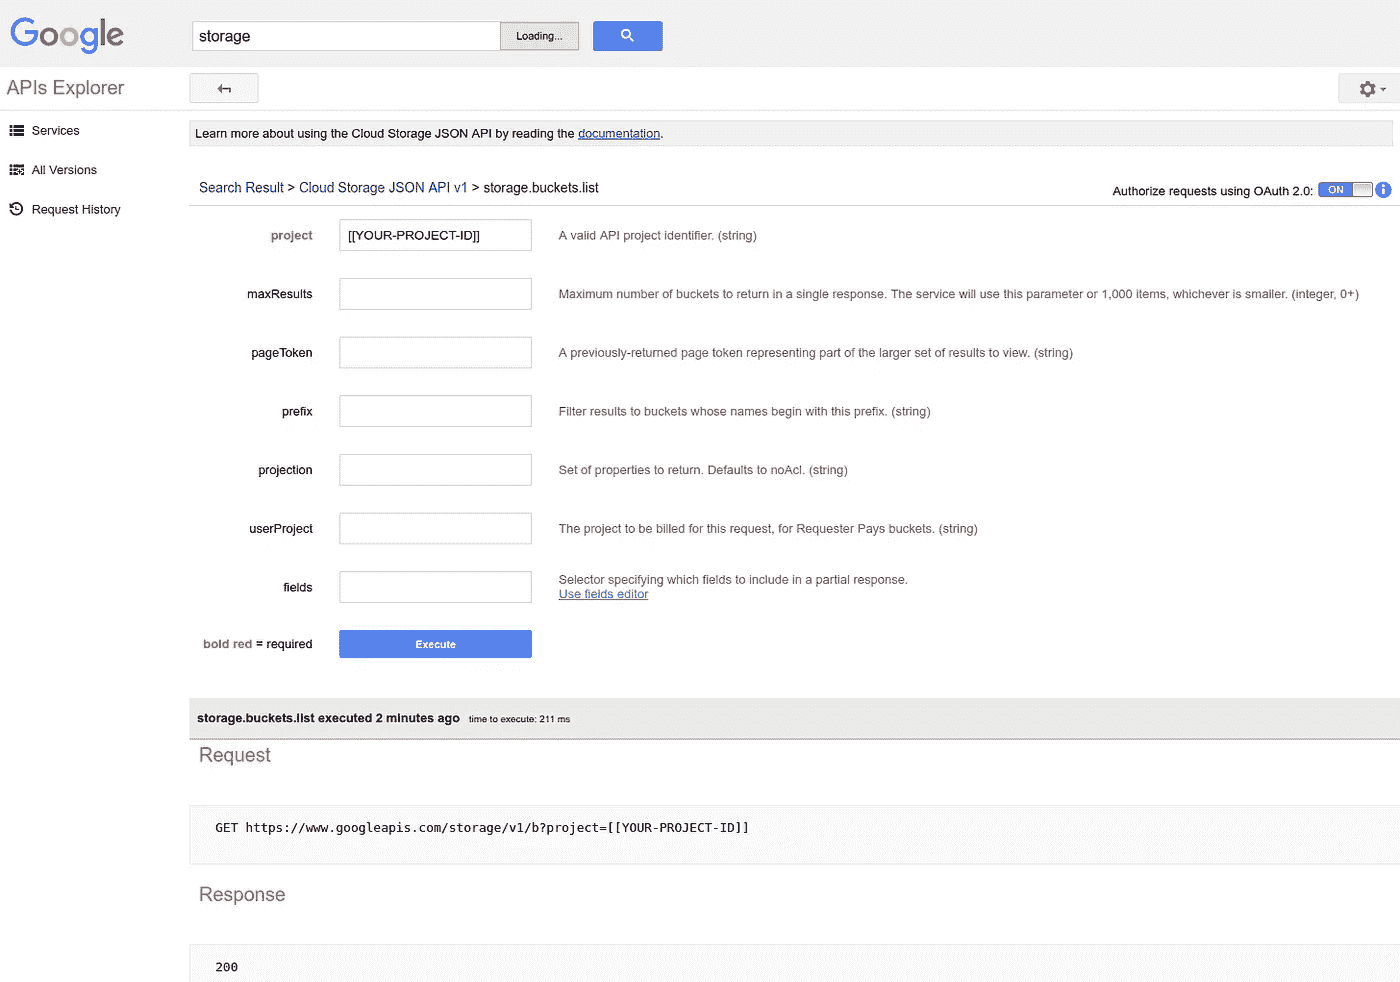 Google
storage
Loading...
APIs Explorer
Services
All Versions
Request History
Learn more about using the Cloud Storage JSON API by reading the documentation.
Search Result > Cloud Storage JSON API v1 > storage.buckets.list
Authorize requests using OAuth 2.0: ON i
project [[YOUR-PROJECT-ID]] A valid API project identifier. (string)
maxResults Maximum number of buckets to return in a single response. The service will use this parameter or 1,000 items, whichever is smaller. (integer, 0+)
pageToken A previously-returned page token representing part of the larger set of results to view. (string)
prefix Filter results to buckets whose names begin with this prefix. (string)
projection Set of properties to return. Defaults to noAcl. (string)
userProject The project to be billed for this request, for Requester Pays buckets. (string)
fields Selector specifying which fields to include in a partial response.
Use fields editor
bold red = required Execute
storage.buckets.list executed 2 minutes ago time to execute: 211 ms
Request
GET https://www.googleapis.com/storage/v1/b?project=[[YOUR-PROJECT-ID]]
Response
200